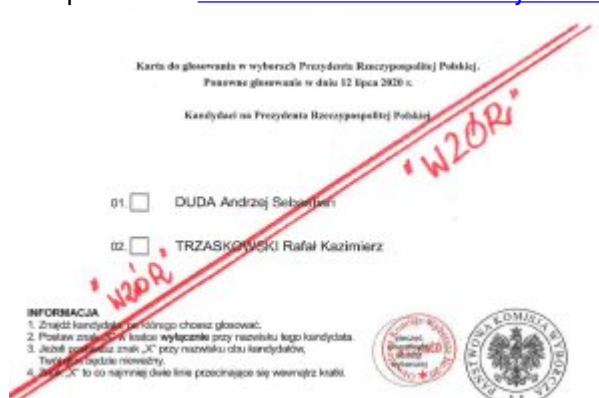 Karta do głosowania w wyborach Prezydenta Rzeczypospolitej Polskiej.
Ponowne głosowanie w dniu 12 lipca 2020 r.
Kandydaci na Prezydenta Rzeczypospolitej Polskiej
"WZÓR"
01. DUDA Andrzej Sebastian
02. TRZASKOWSKI Rafał Kazimierz
"WZÓR"
INFORMACJA
1. Znajdź kandydata, na którego chcesz głosować.
2. Postaw znak „X” w kratce wyłącznie przy nazwisku tego kandydata.
3. Jeżeli postawisz znak „X” przy nazwisku obu kandydatów,
Twój głos będzie nieważny.
4. Znak „X” to co najmniej dwie linie przecinające się wewnątrz kratki.
PAŃSTWOWA KOMISJA WYBORCZA